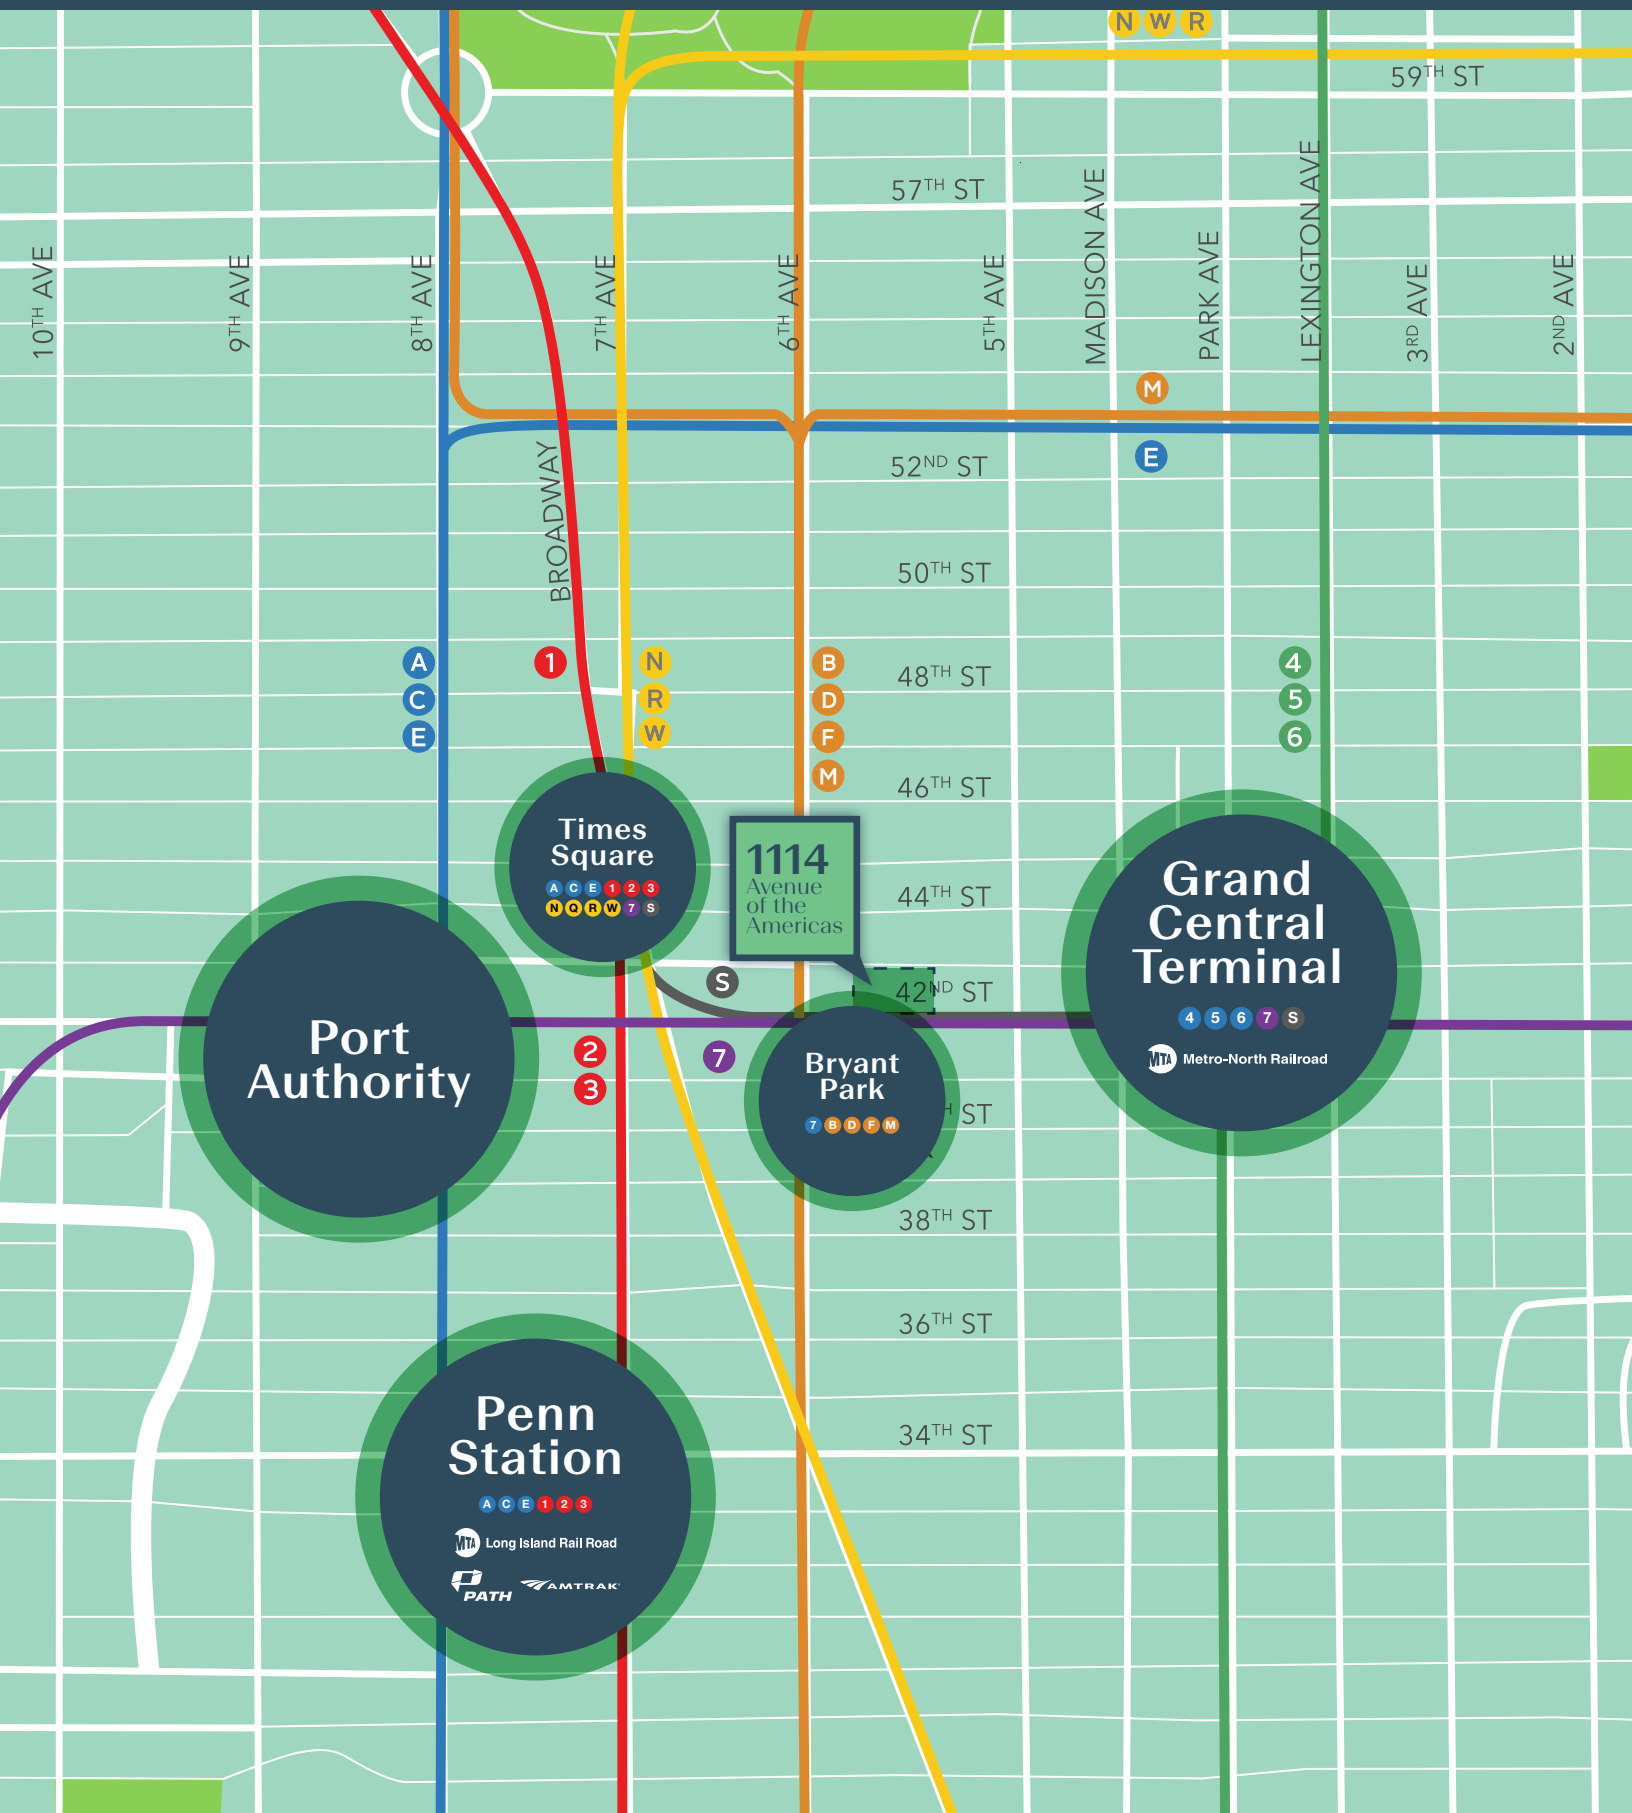 N W R
59TH ST
57TH ST
10TH AVE
9TH AVE
8TH AVE
7TH AVE
6TH AVE
5TH AVE
MADISON AVE
PARK AVE
LEXINGTON AVE
3RD AVE
2ND AVE
M
E
52ND ST
BROADWAY
50TH ST
A
C
E
1
N
R
W
B
D
F
M
48TH ST
4
5
6
46TH ST
Times
Square
A C E 1 2 3
N Q R W 7 S
1114
Avenue
of the
Americas
44TH ST
Grand
Central
Terminal
4 5 6 7 S
MTA Metro-North Railroad
S
42ND ST
Port
Authority
2
3
7
Bryant
Park
7 B D F M
H ST
38TH ST
36TH ST
34TH ST
Penn
Station
A C E 1 2 3
MTA Long Island Rail Road
PATH AMTRAK